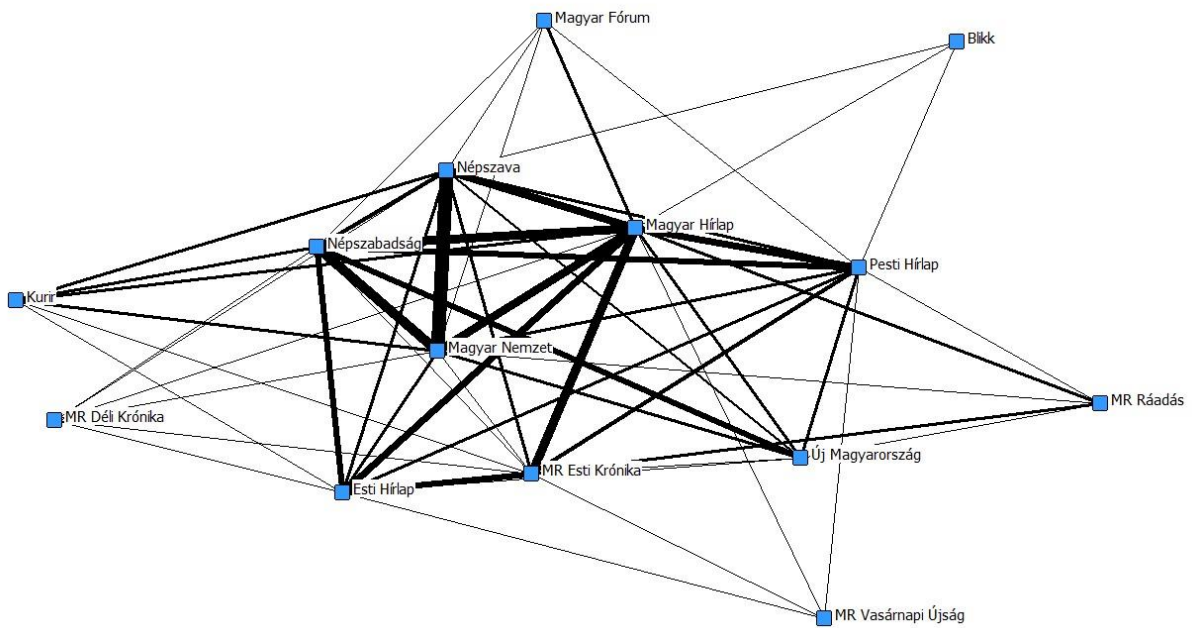 Magyar Fórum
Blikk
Népszava
Magyar Hírlap
Népszabadság
Pesti Hírlap
Kurir
Magyar Nemzet
MR Ráadás
MR Déli Krónika
Új Magyarország
MR Esti Krónika
Esti Hírlap
MR Vasárnapi Újság